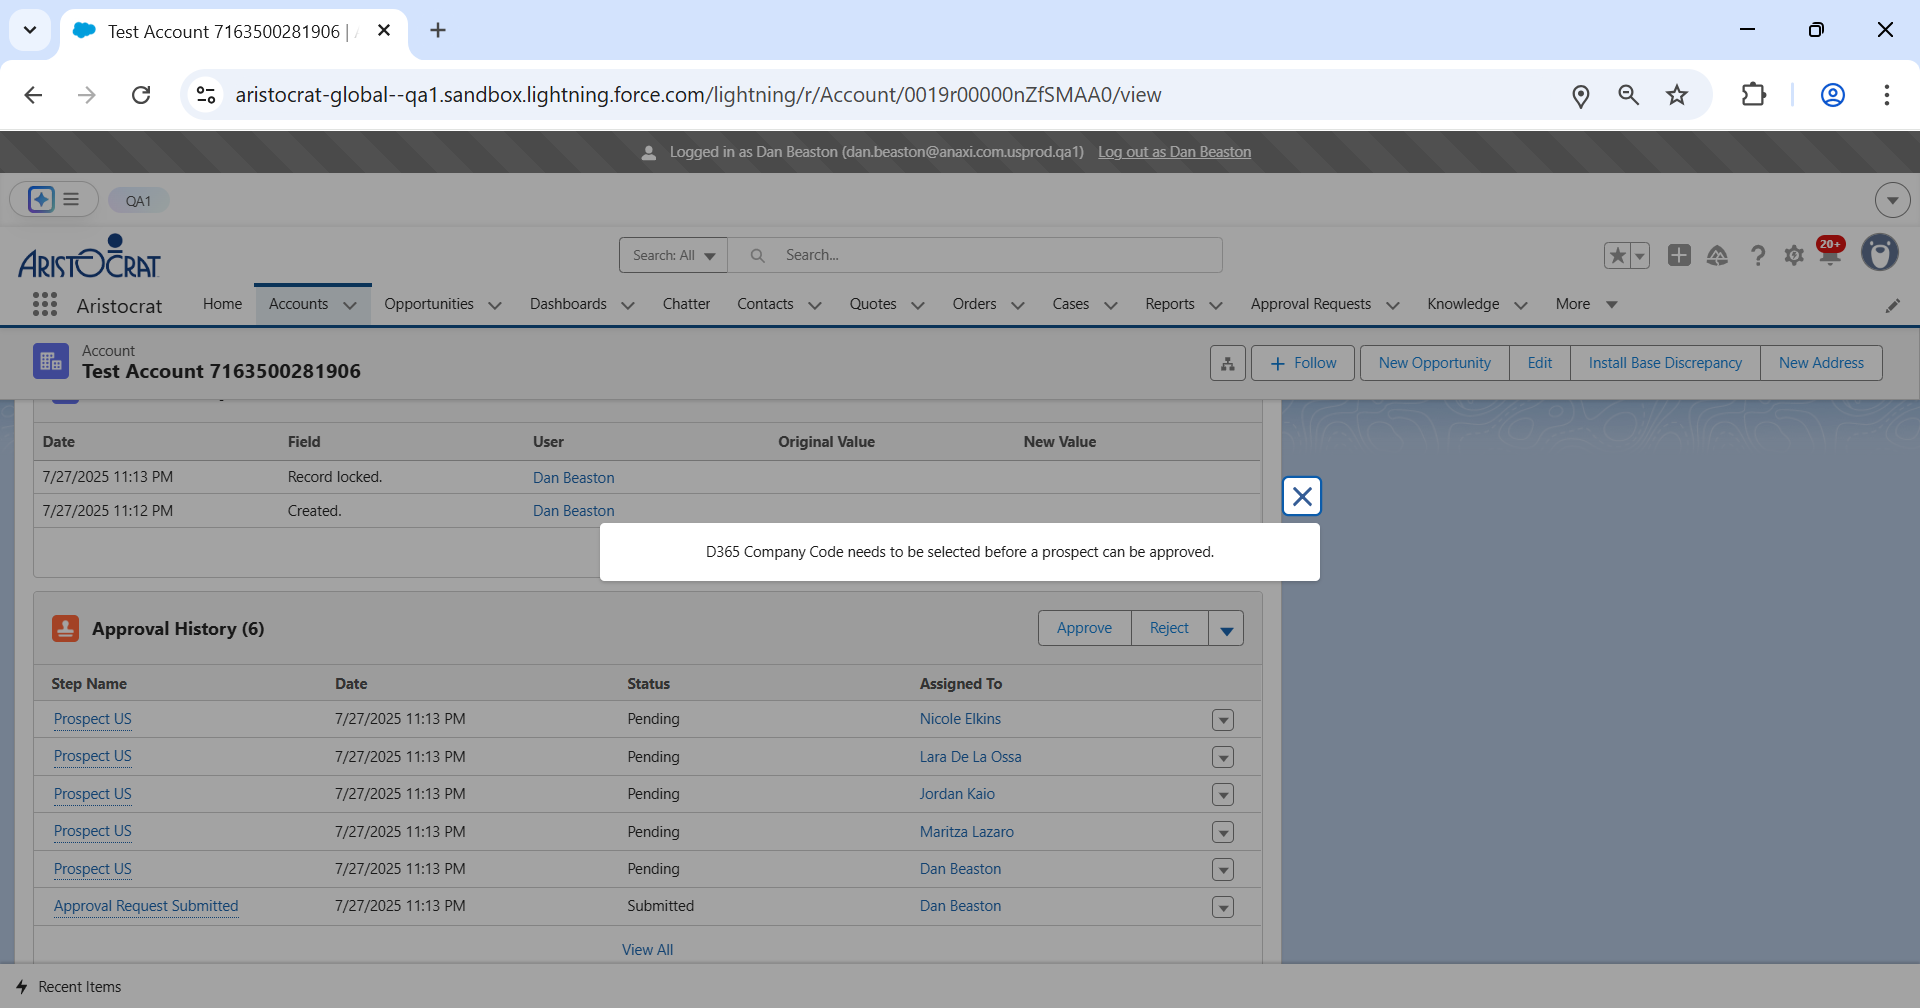 Test Account 7163500281906 |
aristocrat-global--qa1.sandbox.lightning.force.com/lightning/r/Account/0019r00000nZfSMAA0/view
Logged in as Dan Beaston (dan.beaston@anaxi.com.usprod.qa1) Log out as Dan Beaston
QA1
ARISTOCRAT
Search: All Search...
20+
Aristocrat Home Accounts Opportunities Dashboards Chatter Contacts Quotes Orders Cases Reports Approval Requests Knowledge More
Account
Test Account 7163500281906
Follow New Opportunity Edit Install Base Discrepancy New Address
Date Field User Original Value New Value
7/27/2025 11:13 PM Record locked. Dan Beaston
7/27/2025 11:12 PM Created. Dan Beaston
D365 Company Code needs to be selected before a prospect can be approved.
Approval History (6) Approve Reject
Step Name Date Status Assigned To
Prospect US 7/27/2025 11:13 PM Pending Nicole Elkins
Prospect US 7/27/2025 11:13 PM Pending Lara De La Ossa
Prospect US 7/27/2025 11:13 PM Pending Jordan Kaio
Prospect US 7/27/2025 11:13 PM Pending Maritza Lazaro
Prospect US 7/27/2025 11:13 PM Pending Dan Beaston
Approval Request Submitted 7/27/2025 11:13 PM Submitted Dan Beaston
View All
Recent Items